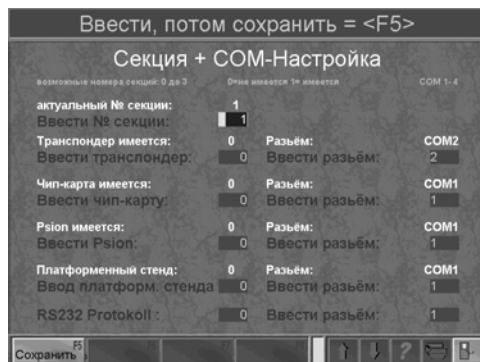 Ввести, потом сохранить = <F5>
Секция + COM-Настройка
возможные номера секций: 0 до 3 0=не имеется 1= имеется COM 1- 4
актуальный № секции: 1
Ввести № секции: 1
Транспондер имеется: 0 Разъём: COM2
Ввести транспондер: 0 Ввести разъём: 2
Чип-карта имеется: 0 Разъём: COM1
Ввести чип-карту: 0 Ввести разъём: 1
Psion имеется: 0 Разъём: COM1
Ввести Psion: 0 Ввести разъём: 1
Платформенный стенд: 0 Разъём: COM1
Ввод платформ. стенда 0 Ввести разъём: 1
RS232 Protokoll : 0 Ввести разъём: 1
F5
Сохранить
?